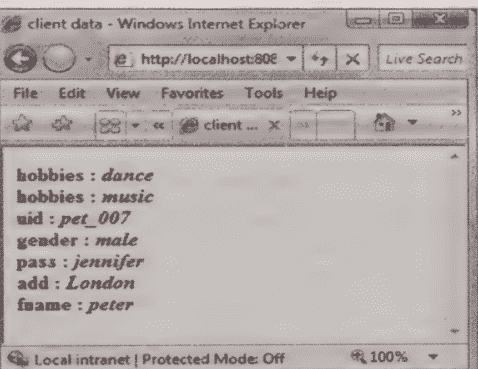 client data - Windows Internet Explorer
http://localhost:808
Live Search
File Edit View Favorites Tools Help
client ...
hobbies : dance
hobbies : music
uid : pet_007
gender : male
pass : jennifer
add : London
fname : peter
Local intranet | Protected Mode: Off 100%